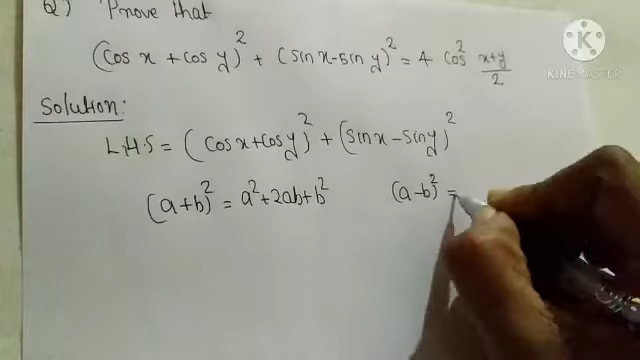 Q) Prove that
(Cos x + cos y)² + (sin x - sin y)² = 4 cos² x+y/2
KINEMASTER
Solution:
L.H.S = (Cos x + Cos y)² + (Sin x - Sin y)²
(a+b)² = a² + 2ab + b² (a-b)² =